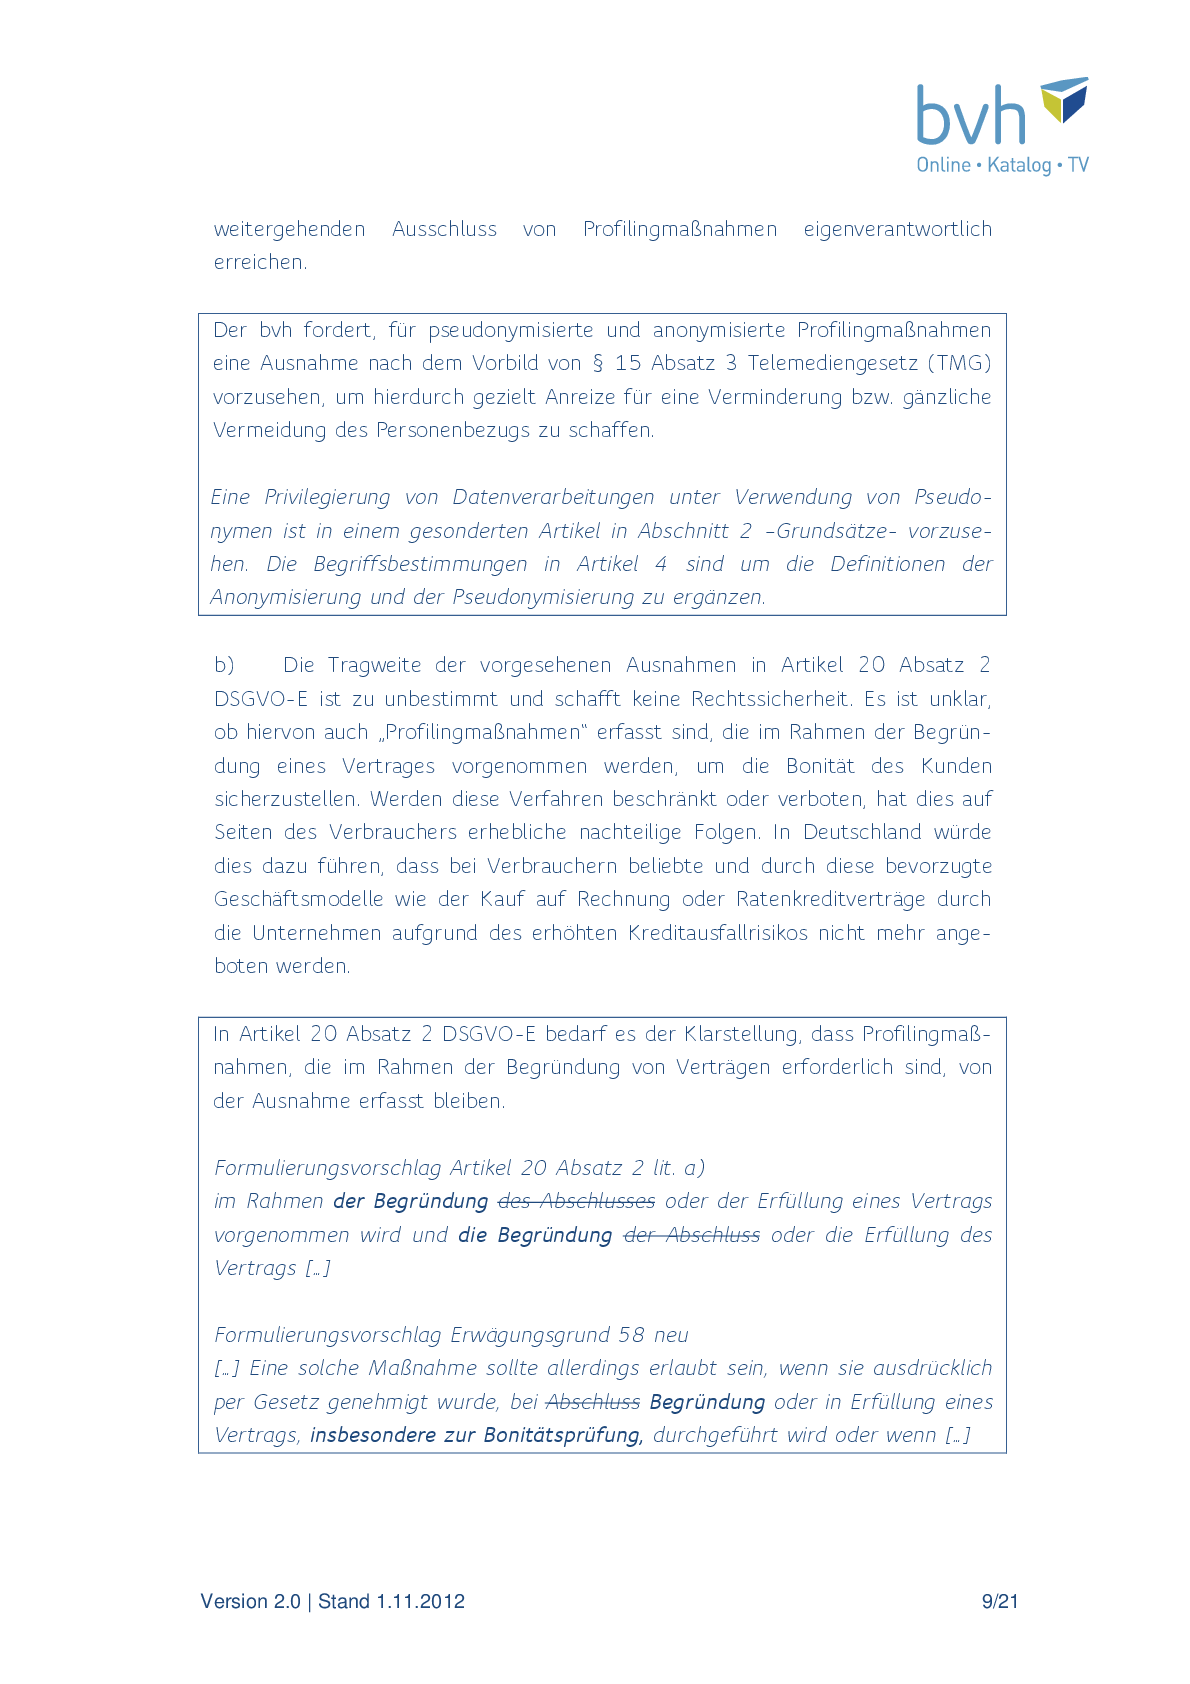 bvh
Online • Katalog • TV
weitergehenden Ausschluss von Profilingmaßnahmen eigenverantwortlich
erreichen.
Der bvh fordert, für pseudonymisierte und anonymisierte Profilingmaßnahmen
eine Ausnahme nach dem Vorbild von § 15 Absatz 3 Telemediengesetz (TMG)
vorzusehen, um hierdurch gezielt Anreize für eine Verminderung bzw. gänzliche
Vermeidung des Personenbezugs zu schaffen.
Eine Privilegierung von Datenverarbeitungen unter Verwendung von Pseudo-
nymen ist in einem gesonderten Artikel in Abschnitt 2 –Grundsätze- vorzuse-
hen. Die Begriffsbestimmungen in Artikel 4 sind um die Definitionen der
Anonymisierung und der Pseudonymisierung zu ergänzen.
b) Die Tragweite der vorgesehenen Ausnahmen in Artikel 20 Absatz 2
DSGVO-E ist zu unbestimmt und schafft keine Rechtssicherheit. Es ist unklar,
ob hiervon auch „Profilingmaßnahmen“ erfasst sind, die im Rahmen der Begrün-
dung eines Vertrages vorgenommen werden, um die Bonität des Kunden
sicherzustellen. Werden diese Verfahren beschränkt oder verboten, hat dies auf
Seiten des Verbrauchers erhebliche nachteilige Folgen. In Deutschland würde
dies dazu führen, dass bei Verbrauchern beliebte und durch diese bevorzugte
Geschäftsmodelle wie der Kauf auf Rechnung oder Ratenkreditverträge durch
die Unternehmen aufgrund des erhöhten Kreditausfallrisikos nicht mehr ange-
boten werden.
In Artikel 20 Absatz 2 DSGVO-E bedarf es der Klarstellung, dass Profilingmaß-
nahmen, die im Rahmen der Begründung von Verträgen erforderlich sind, von
der Ausnahme erfasst bleiben.
Formulierungsvorschlag Artikel 20 Absatz 2 lit. a)
im Rahmen der Begründung des Abschlusses oder der Erfüllung eines Vertrags
vorgenommen wird und die Begründung der Abschluss oder die Erfüllung des
Vertrags […]
Formulierungsvorschlag Erwägungsgrund 58 neu
[…] Eine solche Maßnahme sollte allerdings erlaubt sein, wenn sie ausdrücklich
per Gesetz genehmigt wurde, bei Abschluss Begründung oder in Erfüllung eines
Vertrags, insbesondere zur Bonitätsprüfung, durchgeführt wird oder wenn […]
Version 2.0 | Stand 1.11.2012 9/21